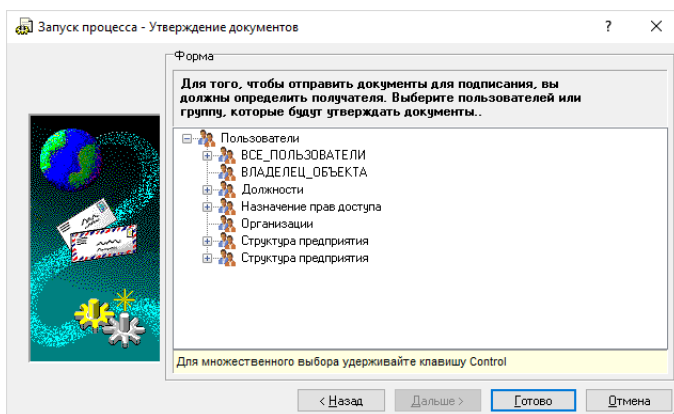 Запуск процесса - Утверждение документов
Форма
Для того, чтобы отправить документы для подписания, вы
должны определить получателя. Выберите пользователей или
группу, которые будут утверждать документы..
Пользователи
ВСЕ_ПОЛЬЗОВАТЕЛИ
ВЛАДЕЛЕЦ_ОБЪЕКТА
Должности
Назначение прав доступа
Организации
Структура предприятия
Структура предприятия
Для множественного выбора удерживайте клавишу Control
< Назад Дальше > Готово Отмена